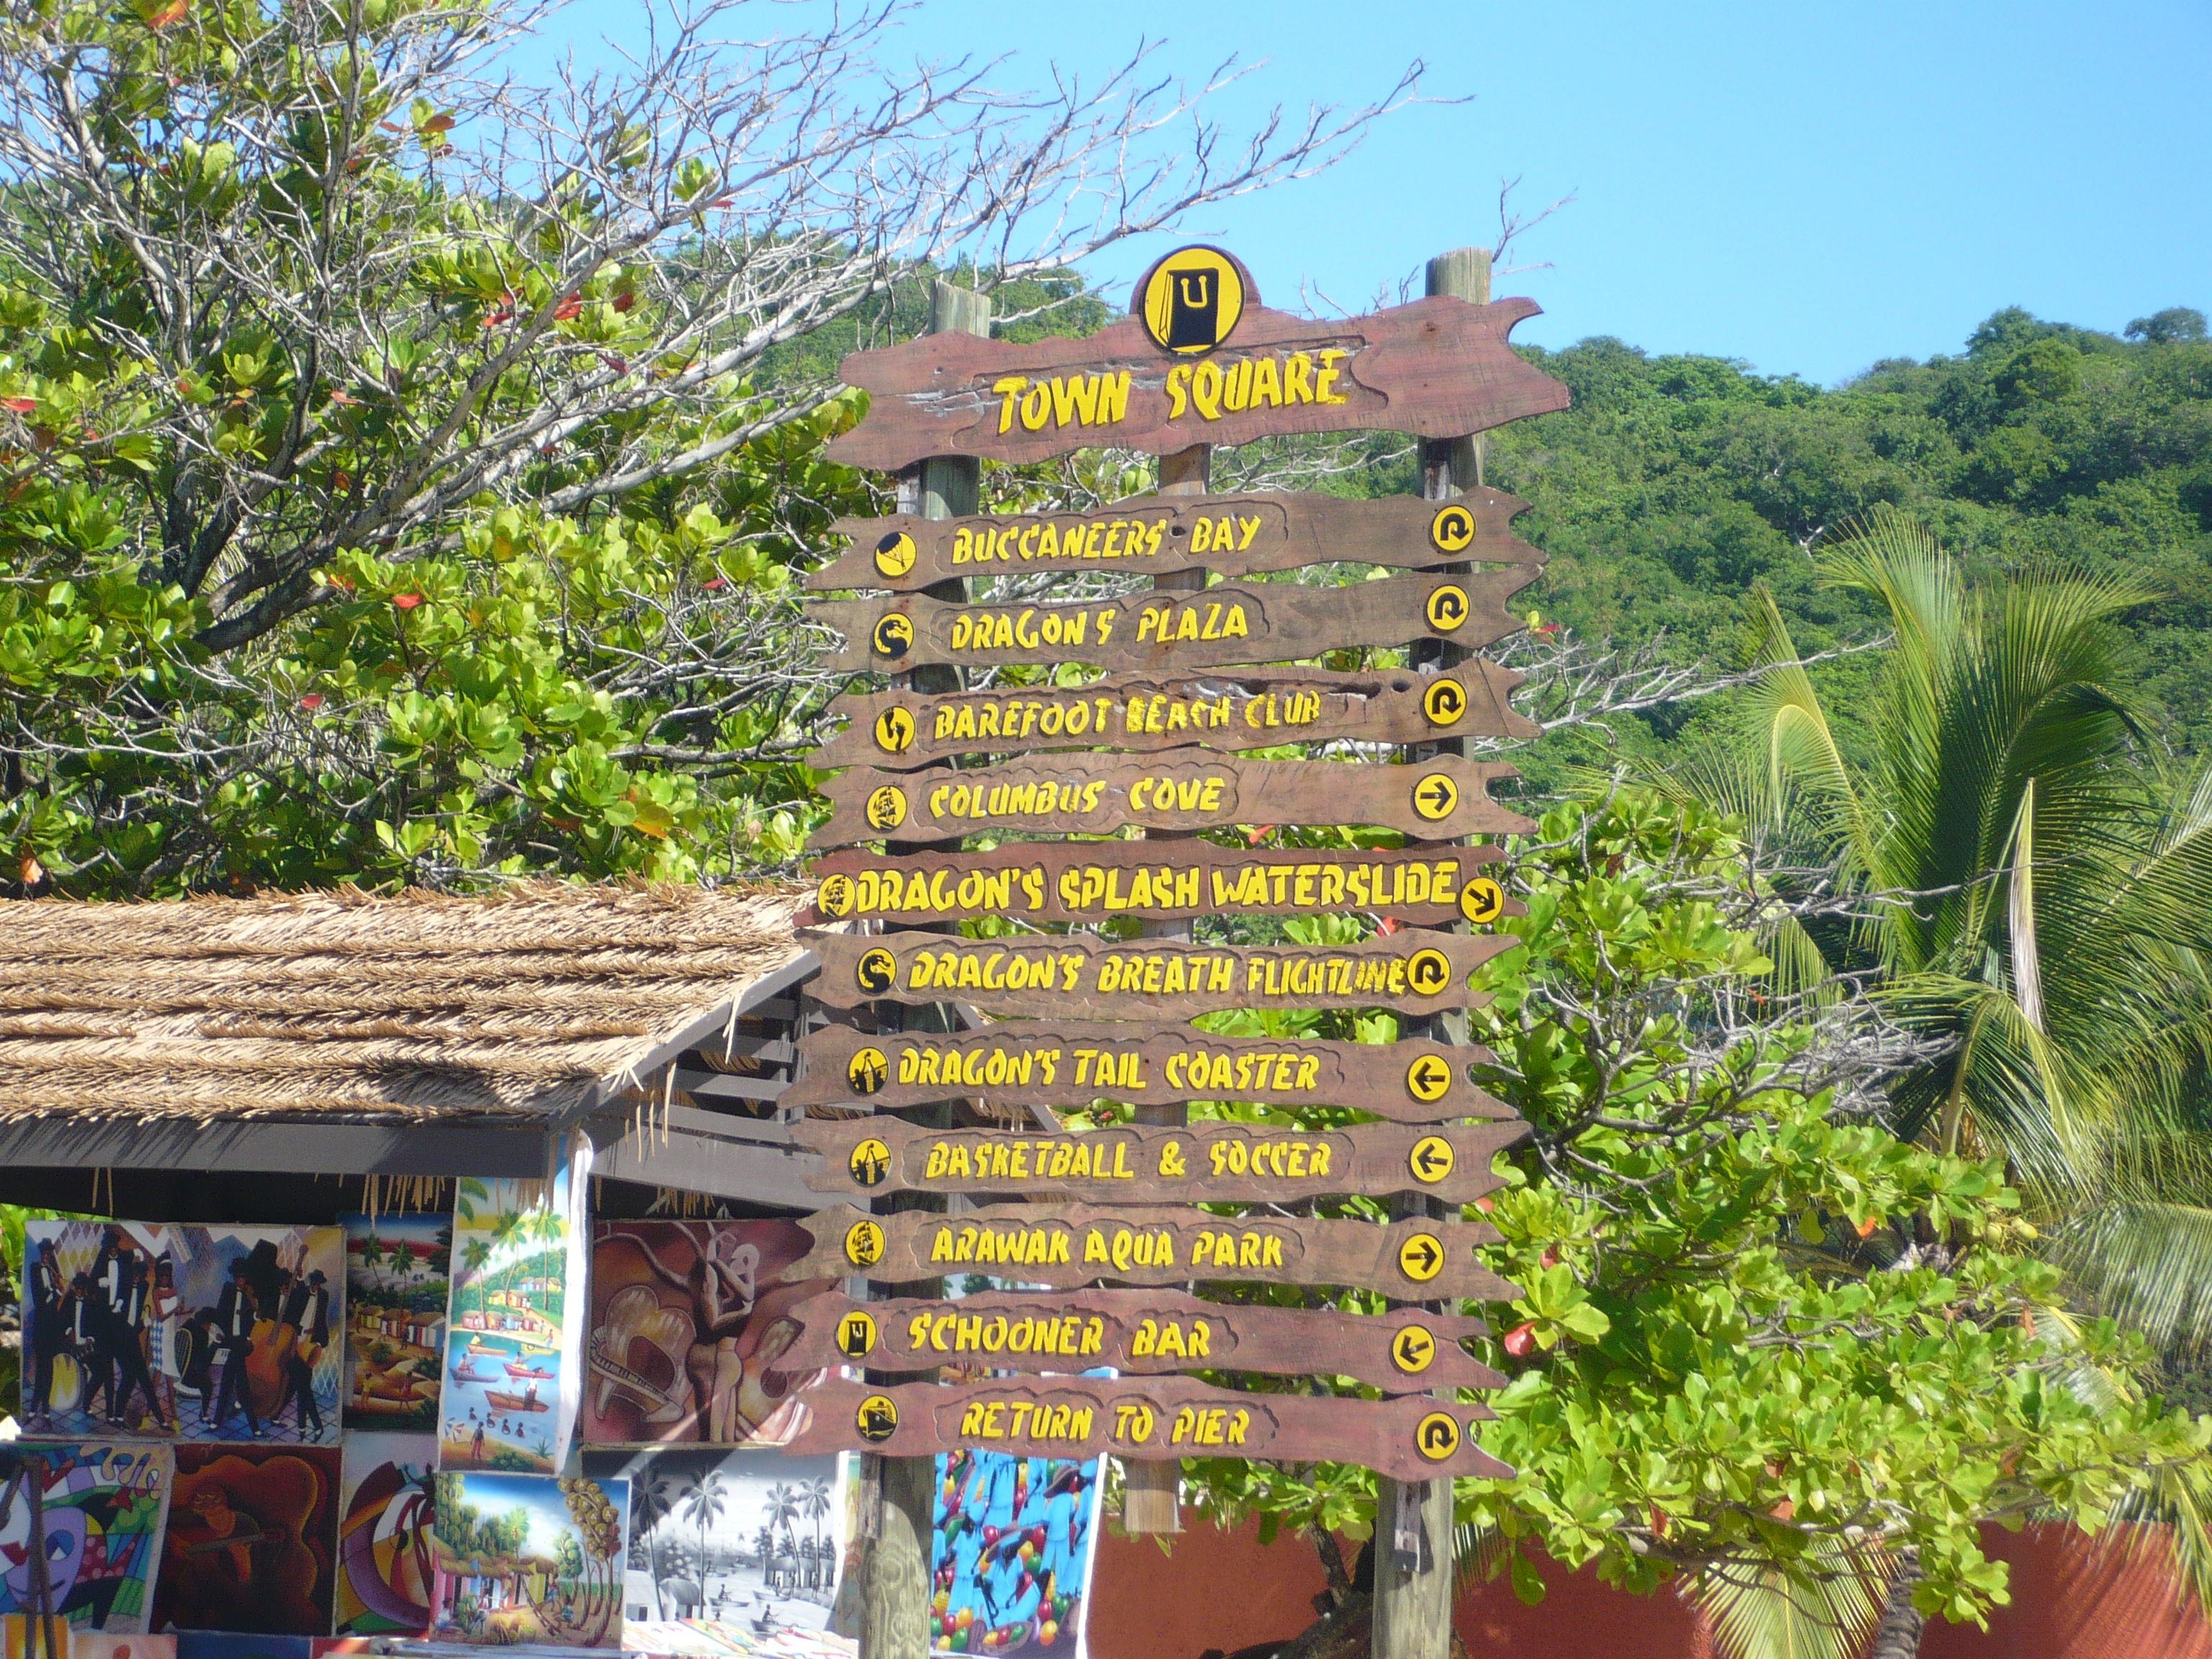 TOWN SQUARE
BUCCANEERS BAY
DRAGON'S PLAZA
BAREFOOT BEACH CLUB
COLUMBUS COVE
DRAGON'S SPLASH WATERSLIDE
DRAGON'S BREATH FLIGHTLINE
DRAGON'S TAIL COASTER
BASKETBALL & SOCCER
ARAWAK AQUA PARK
SCHOONER BAR
RETURN TO PIER